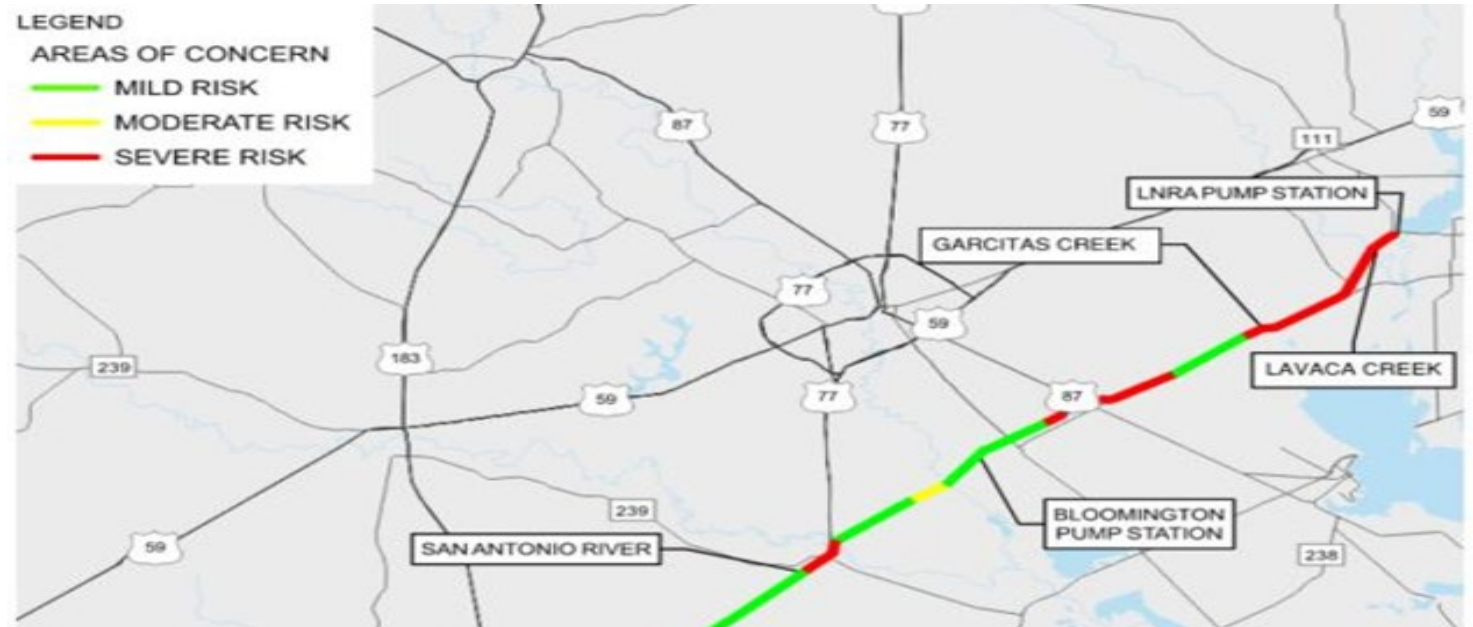 LEGEND
AREAS OF CONCERN
MILD RISK
MODERATE RISK
SEVERE RISK
59
87
77
111
LNRA PUMP STATION
GARCITAS CREEK
77
59
183
239
LAVACA CREEK
59
77
87
239
BLOOMINGTON
PUMP STATION
59
SAN ANTONIO RIVER
238